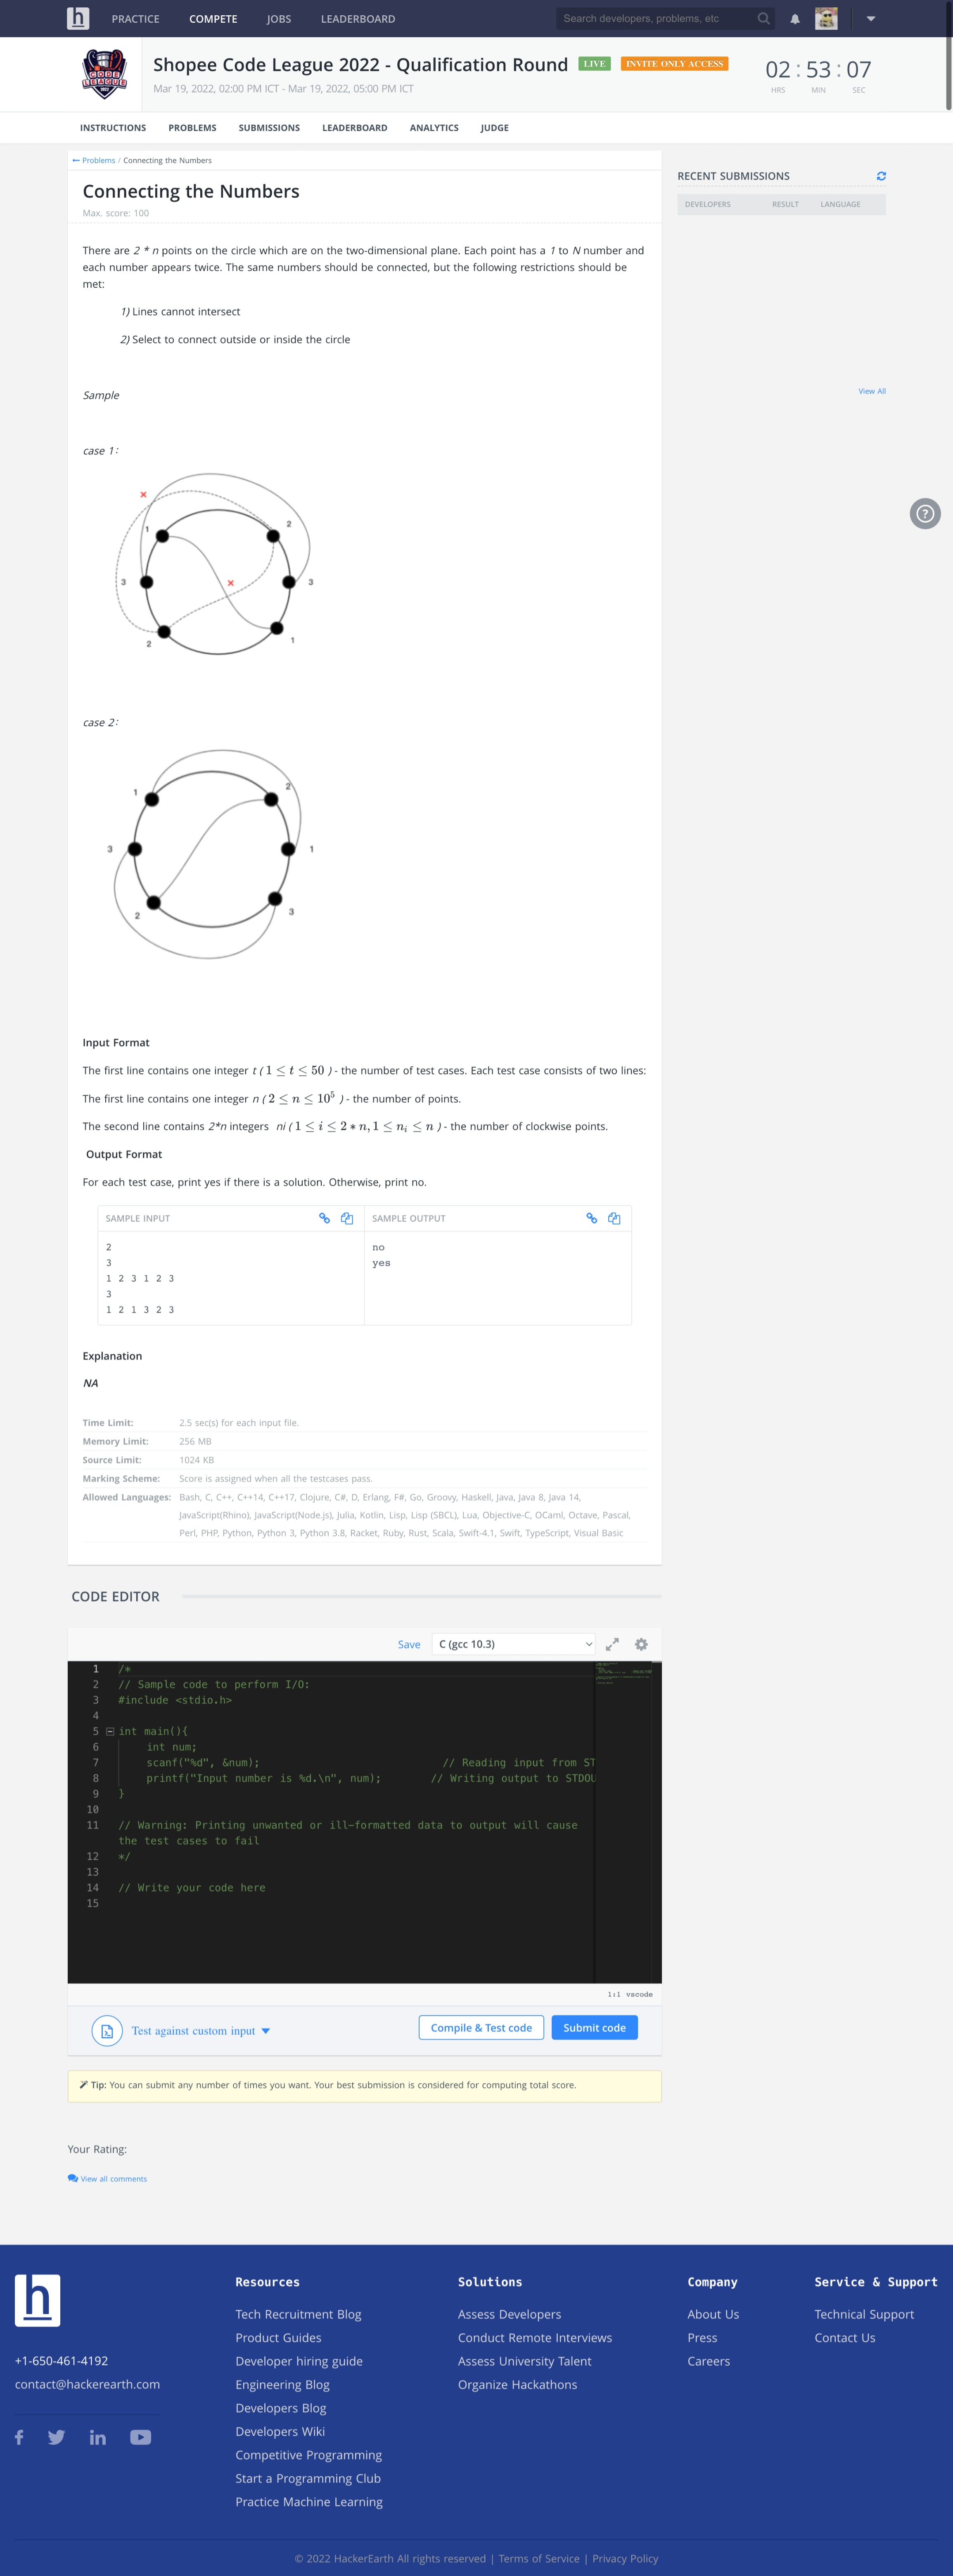 h PRACTICE COMPETE JOBS LEADERBOARD Search developers, problems, etc
CODE LEAGUE
Shopee Code League 2022 - Qualification Round LIVE INVITE ONLY ACCESS
Mar 19, 2022, 02:00 PM ICT - Mar 19, 2022, 05:00 PM ICT
02 : 53 : 07
HRS MIN SEC
INSTRUCTIONS PROBLEMS SUBMISSIONS LEADERBOARD ANALYTICS JUDGE
← Problems / Connecting the Numbers
Connecting the Numbers
Max. score: 100
There are 2 * n points on the circle which are on the two-dimensional plane. Each point has a 1 to N number and
each number appears twice. The same numbers should be connected, but the following restrictions should be
met:
1) Lines cannot intersect
2) Select to connect outside or inside the circle
Sample
case 1:
1
2
3
3
2
1
case 2:
1
2
3
1
2
3
Input Format
The first line contains one integer t ( 1 ≤ t ≤ 50 ) - the number of test cases. Each test case consists of two lines:
The first line contains one integer n ( 2 ≤ n ≤ 10⁵ ) - the number of points.
The second line contains 2*n integers ni ( 1 ≤ i ≤ 2 * n, 1 ≤ nᵢ ≤ n ) - the number of clockwise points.
Output Format
For each test case, print yes if there is a solution. Otherwise, print no.
SAMPLE INPUT
2
3
1 2 3 1 2 3
3
1 2 1 3 2 3
SAMPLE OUTPUT
no
yes
Explanation
NA
Time Limit: 2.5 sec(s) for each input file.
Memory Limit: 256 MB
Source Limit: 1024 KB
Marking Scheme: Score is assigned when all the testcases pass.
Allowed Languages: Bash, C, C++, C++14, C++17, Clojure, C#, D, Erlang, F#, Go, Groovy, Haskell, Java, Java 8, Java 14,
JavaScript(Rhino), JavaScript(Node.js), Julia, Kotlin, Lisp, Lisp (SBCL), Lua, Objective-C, OCaml, Octave, Pascal,
Perl, PHP, Python, Python 3, Python 3.8, Racket, Ruby, Rust, Scala, Swift-4.1, Swift, TypeScript, Visual Basic
RECENT SUBMISSIONS
DEVELOPERS RESULT LANGUAGE
View All
?
CODE EDITOR
Save C (gcc 10.3)
1 /*
2 // Sample code to perform I/O:
3 #include <stdio.h>
4
5 int main(){
6 int num;
7 scanf("%d", &num); // Reading input from ST
8 printf("Input number is %d.\n", num); // Writing output to STDOU
9 }
10
11 // Warning: Printing unwanted or ill-formatted data to output will cause
the test cases to fail
12 */
13
14 // Write your code here
15
1:1 vscode
Test against custom input Compile & Test code Submit code
Tip: You can submit any number of times you want. Your best submission is considered for computing total score.
Your Rating:
View all comments
h
+1-650-461-4192
contact@hackerearth.com
Resources
Tech Recruitment Blog
Product Guides
Developer hiring guide
Engineering Blog
Developers Blog
Developers Wiki
Competitive Programming
Start a Programming Club
Practice Machine Learning
Solutions
Assess Developers
Conduct Remote Interviews
Assess University Talent
Organize Hackathons
Company
About Us
Press
Careers
Service & Support
Technical Support
Contact Us
© 2022 HackerEarth All rights reserved | Terms of Service | Privacy Policy